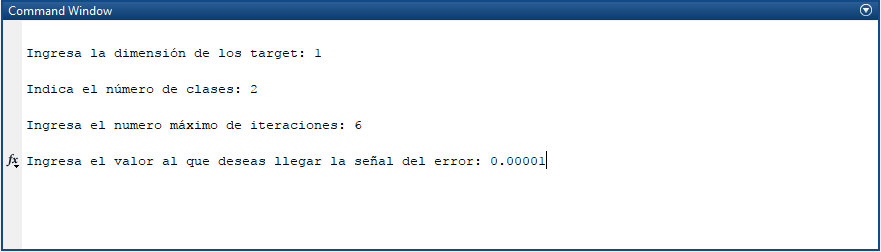 Command Window
Ingresa la dimensión de los target: 1
Indica el número de clases: 2
Ingresa el numero máximo de iteraciones: 6
fx Ingresa el valor al que deseas llegar la señal del error: 0.00001